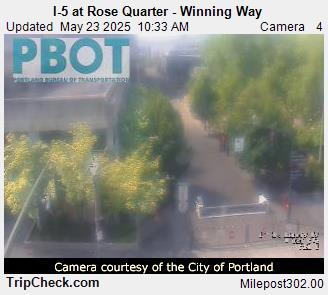 I-5 at Rose Quarter - Winning Way
Updated May 23 2025 10:33 AM Camera 4
PBOT
PORTLAND BUREAU OF TRANSPORTATION
Camera courtesy of the City of Portland
TripCheck.com Milepost302.00